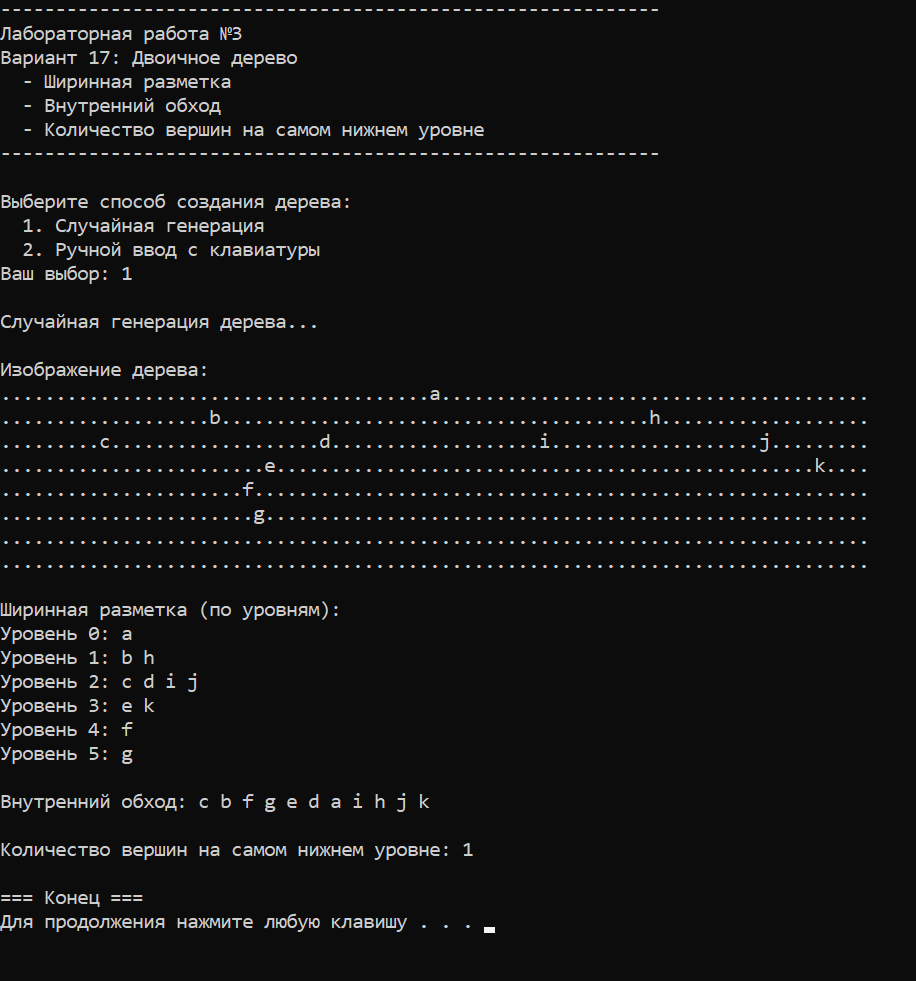 ------------------------------------------------------------
Лабораторная работа №3
Вариант 17: Двоичное дерево
  - Ширинная разметка
  - Внутренний обход
  - Количество вершин на самом нижнем уровне
------------------------------------------------------------
Выберите способ создания дерева:
  1. Случайная генерация
  2. Ручной ввод с клавиатуры
Ваш выбор: 1
Случайная генерация дерева...
Изображение дерева:
.......................................a.......................................
...................b.......................................h...................
.........c...................d...................i...................j.........
........................e.................................................k....
......................f........................................................
.......................g.......................................................
...............................................................................
...............................................................................
Ширинная разметка (по уровням):
Уровень 0: a
Уровень 1: b h
Уровень 2: c d i j
Уровень 3: e k
Уровень 4: f
Уровень 5: g
Внутренний обход: c b f g e d a i h j k
Количество вершин на самом нижнем уровне: 1
=== Конец ===
Для продолжения нажмите любую клавишу . . .